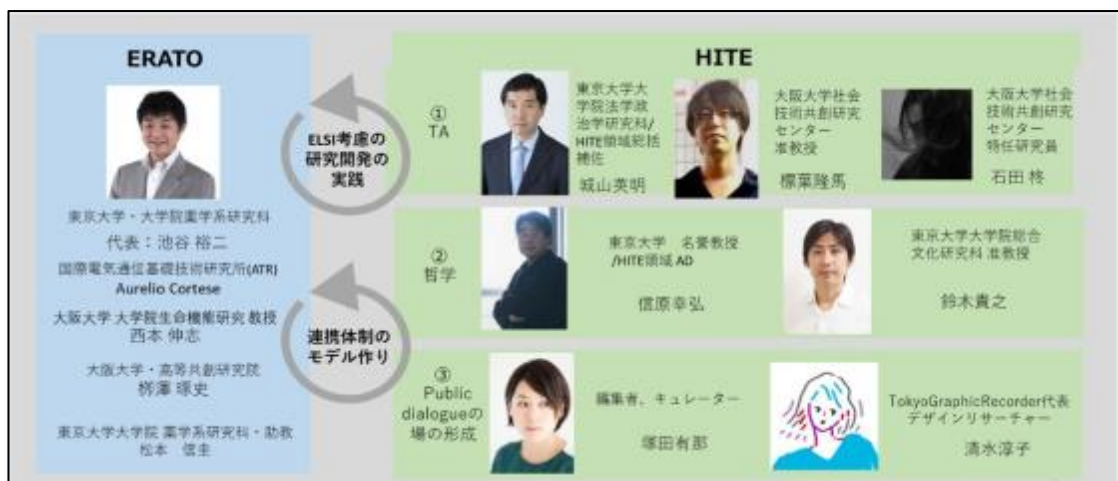 ERATO
東京大学・大学院薬学系研究科
代表：池谷 裕二
国際電気通信基礎技術研究所(ATR)
Aurelio Cortese
大阪大学 大学院生命機能研究 教授
西本 伸志
大阪大学・高等共創研究院
栁澤 琢史
東京大学大学院 薬学系研究科・助教
松本 信圭
ELSI考慮の
研究開発の
実践
連携体制の
モデル作り
HITE
①
TA
東京大学大
学院法学政
治学研究科/
HITE領域総括
補佐
城山英明
大阪大学社会
技術共創研究
センター
准教授
標葉隆馬
大阪大学社会
技術共創研究
センター
特任研究員
石田 柊
②
哲学
東京大学 名誉教授
/HITE領域 AD
信原幸弘
東京大学大学院総合
文化研究科 准教授
鈴木貴之
③
Public
dialogueの
場の形成
編集者、キュレーター
塚田有那
TokyoGraphicRecorder代表
デザインリサーチャー
清水淳子